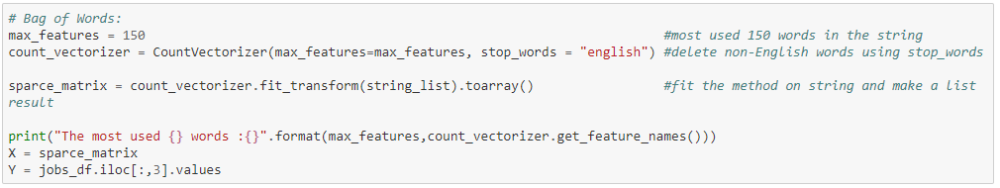 # Bag of Words:
max_features = 150 #most used 150 words in the string
count_vectorizer = CountVectorizer(max_features=max_features, stop_words = "english") #delete non-English words using stop_words
sparce_matrix = count_vectorizer.fit_transform(string_list).toarray() #fit the method on string and make a list
result
print("The most used {} words :{}".format(max_features,count_vectorizer.get_feature_names()))
X = sparce_matrix
Y = jobs_df.iloc[:,3].values